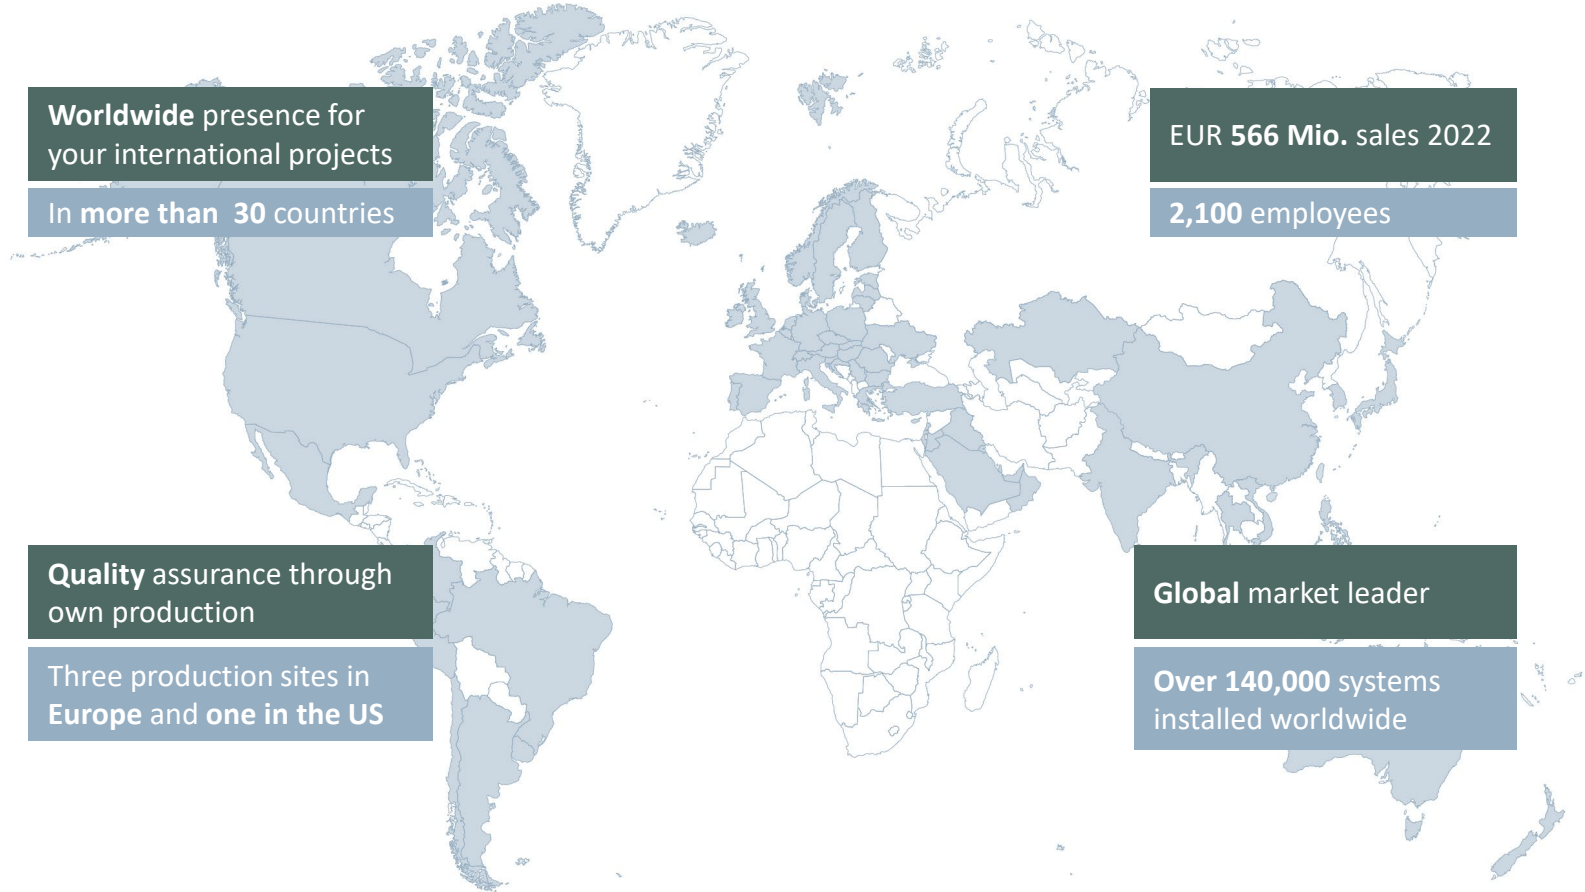 Worldwide presence for
your international projects
In more than  30 countries
EUR 566 Mio. sales 2022
2,100 employees
Quality assurance through
own production
Three production sites in
Europe and one in the US
Global market leader
Over 140,000 systems
installed worldwide